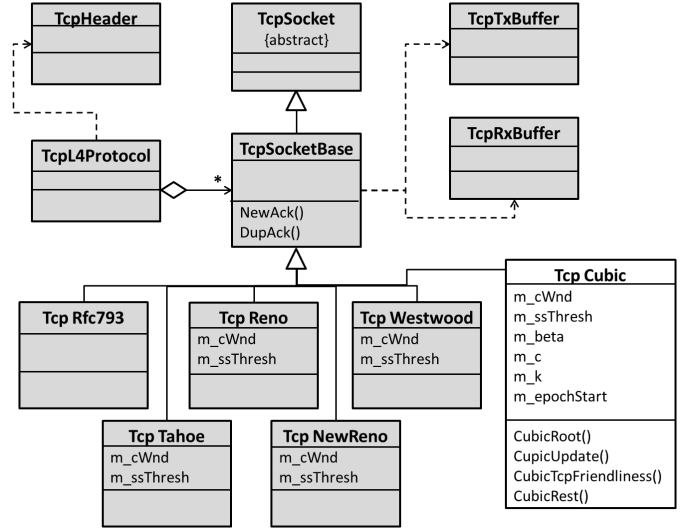 TcpHeader
TcpSocket
{abstract}
TcpTxBuffer
TcpRxBuffer
TcpL4Protocol
*
TcpSocketBase
NewAck()
DupAck()
Tcp Rfc793
Tcp Reno
m_cWnd
m_ssThresh
Tcp Westwood
m_cWnd
m_ssThresh
Tcp Cubic
m_cWnd
m_ssThresh
m_beta
m_c
m_k
m_epochStart
CubicRoot()
CupicUpdate()
CubicTcpFriendliness()
CubicRest()
Tcp Tahoe
m_cWnd
m_ssThresh
Tcp NewReno
m_cWnd
m_ssThresh